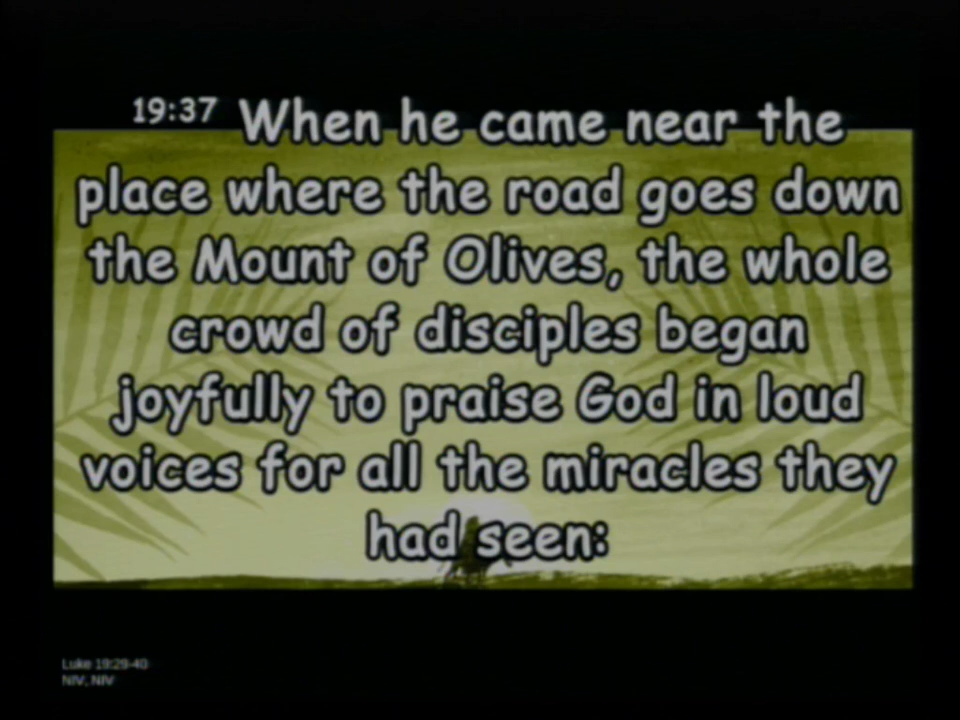 19:37 When he came near the
place where the road goes down
the Mount of Olives, the whole
crowd of disciples began
joyfully to praise God in loud
voices for all the miracles they
had seen:
Luke 19:29-40
NIV, NIV